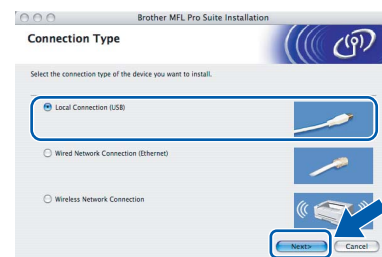 Brother MFL Pro Suite Installation
Connection Type
Select the connection type of the device you want to install.
Local Connection (USB)
Wired Network Connection (Ethernet)
Wireless Network Connection
Next>
Cancel